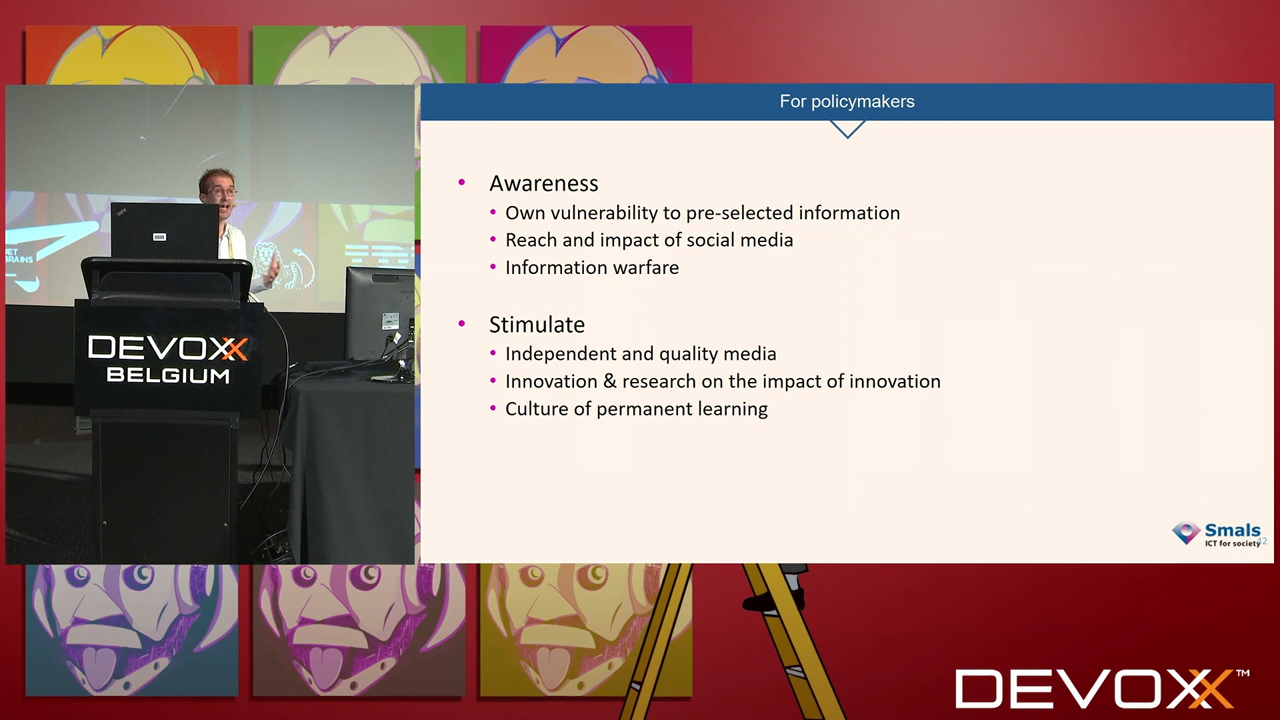 For policymakers
• Awareness
• Own vulnerability to pre-selected information
• Reach and impact of social media
• Information warfare
• Stimulate
• Independent and quality media
• Innovation & research on the impact of innovation
• Culture of permanent learning
Smals
ICT for society
DEVOXX
BELGIUM
JET
BRAINS
DEVOXX™